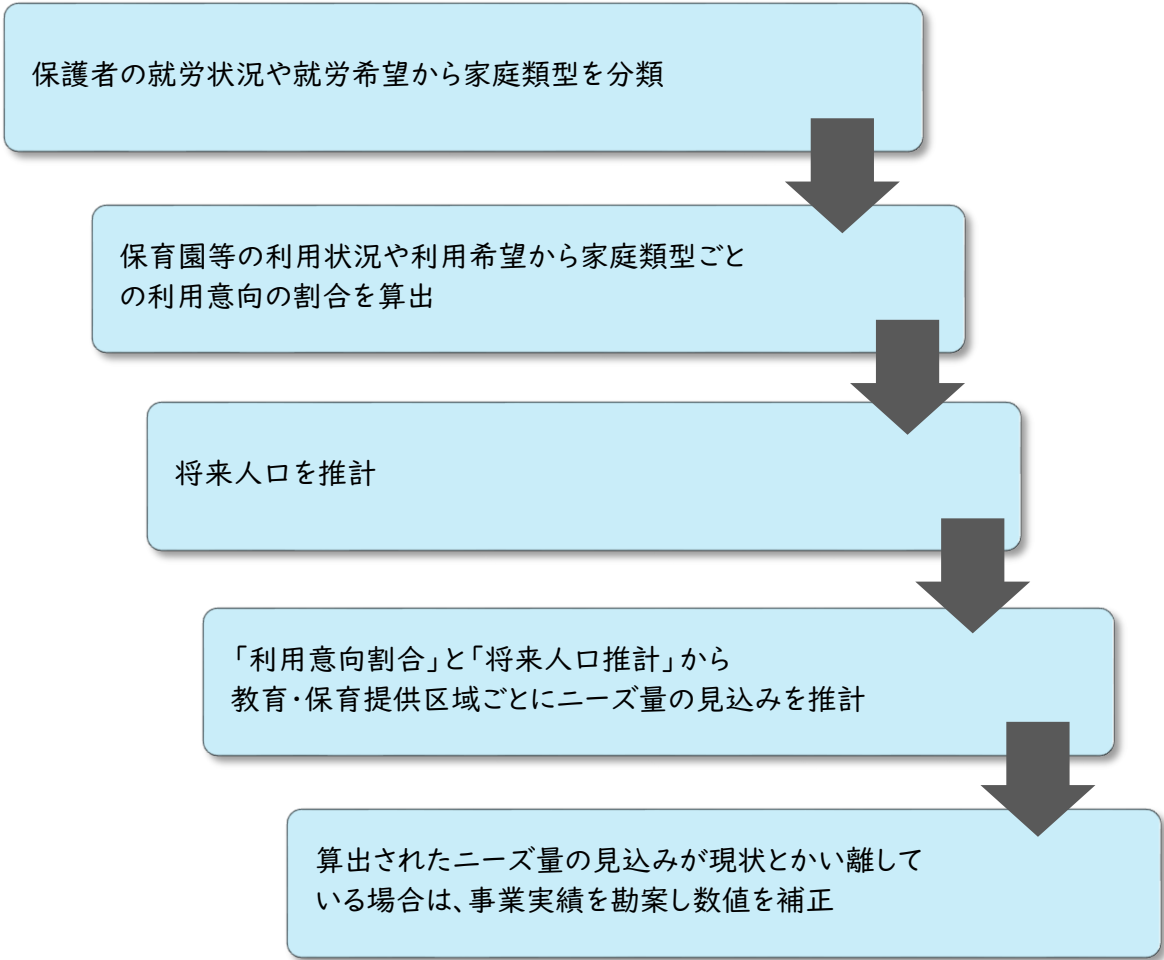 保護者の就労状況や就労希望から家庭類型を分類
保育園等の利用状況や利用希望から家庭類型ごと
の利用意向の割合を算出
将来人口を推計
「利用意向割合」と「将来人口推計」から
教育・保育提供区域ごとにニーズ量の見込みを推計
算出されたニーズ量の見込みが現状とかい離して
いる場合は、事業実績を勘案し数値を補正